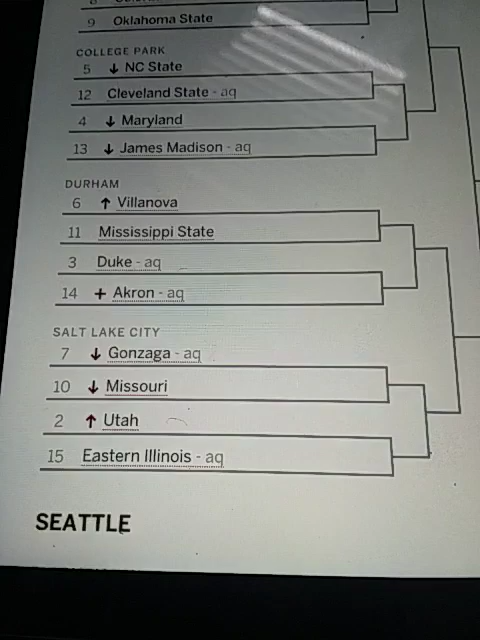 9 Oklahoma State
COLLEGE PARK
5 ↓ NC State
12 Cleveland State - aq
4 ↓ Maryland
13 ↓ James Madison - aq
DURHAM
6 ↑ Villanova
11 Mississippi State
3 Duke - aq
14 + Akron - aq
SALT LAKE CITY
7 ↓ Gonzaga - aq
10 ↓ Missouri
2 ↑ Utah
15 Eastern Illinois - aq
SEATTLE